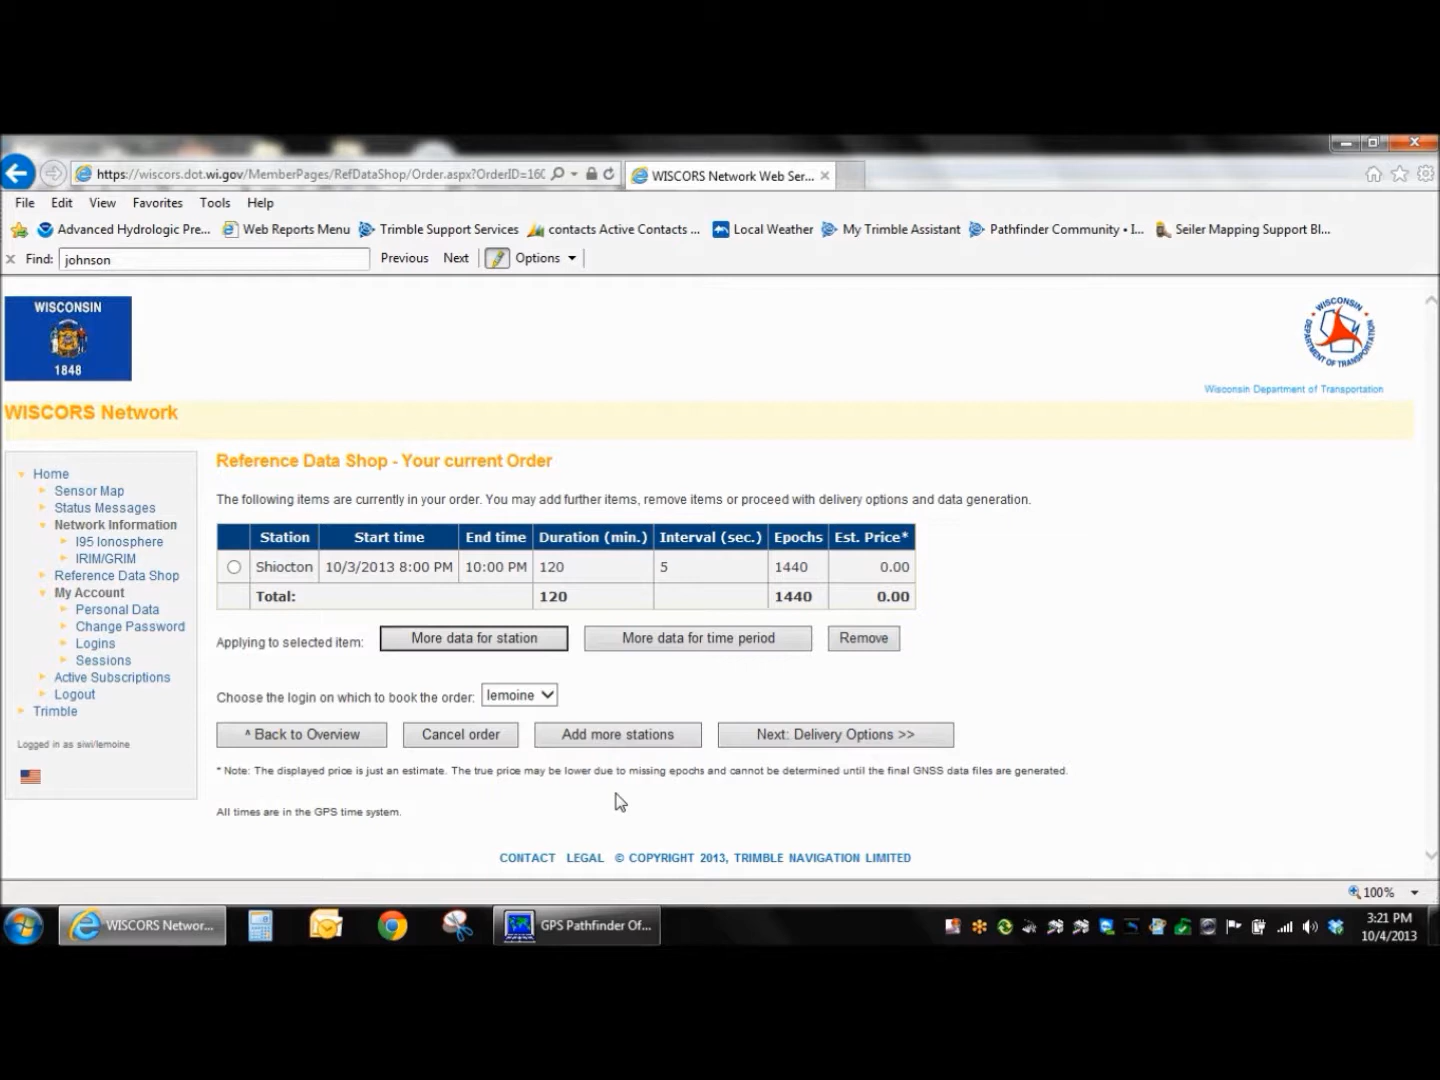 https://wiscors.dot.wi.gov/MemberPages/RefDataShop/Order.aspx?OrderID=160
WISCORS Network Web Ser...
File Edit View Favorites Tools Help
Advanced Hydrologic Pre... Web Reports Menu Trimble Support Services contacts Active Contacts ... Local Weather My Trimble Assistant Pathfinder Community • I... Seiler Mapping Support Bl...
Find: johnson Previous Next Options
WISCONSIN
1848
WISCONSIN DEPARTMENT OF TRANSPORTATION
Wisconsin Department of Transportation
WISCORS Network
Home
Sensor Map
Status Messages
Network Information
I95 Ionosphere
IRIM/GRIM
Reference Data Shop
My Account
Personal Data
Change Password
Logins
Sessions
Active Subscriptions
Logout
Trimble
Logged in as siwi/lemoine
Reference Data Shop - Your current Order
The following items are currently in your order. You may add further items, remove items or proceed with delivery options and data generation.
Station Start time End time Duration (min.) Interval (sec.) Epochs Est. Price*
Shiocton 10/3/2013 8:00 PM 10:00 PM 120 5 1440 0.00
Total: 120 1440 0.00
Applying to selected item: More data for station More data for time period Remove
Choose the login on which to book the order: lemoine
^ Back to Overview Cancel order Add more stations Next: Delivery Options >>
* Note: The displayed price is just an estimate. The true price may be lower due to missing epochs and cannot be determined until the final GNSS data files are generated.
All times are in the GPS time system.
CONTACT LEGAL © COPYRIGHT 2013, TRIMBLE NAVIGATION LIMITED
100%
WISCORS Networ... GPS Pathfinder Of... 3:21 PM
10/4/2013